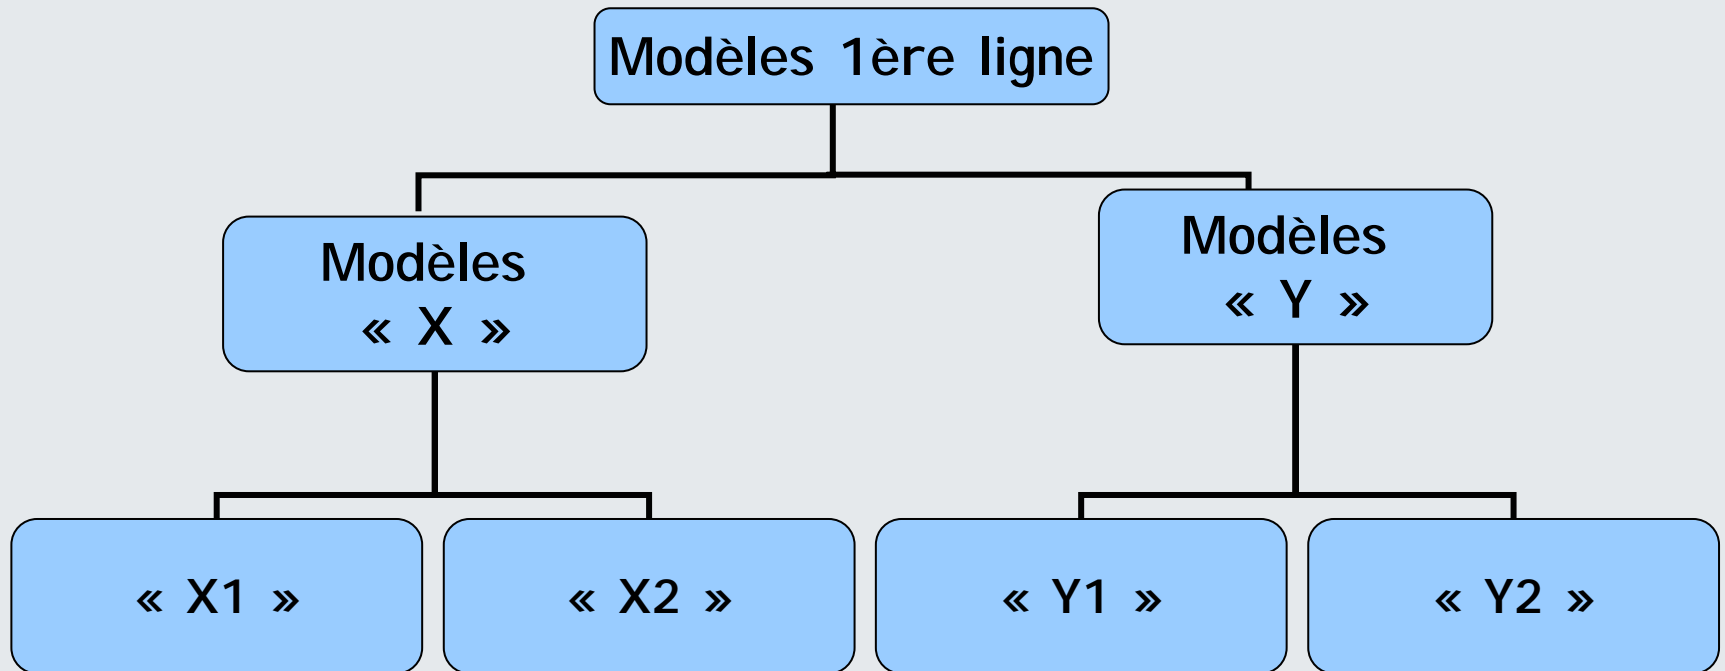 Modèles 1ère ligne
Modèles
« X »
Modèles
« Y »
« X1 »
« X2 »
« Y1 »
« Y2 »